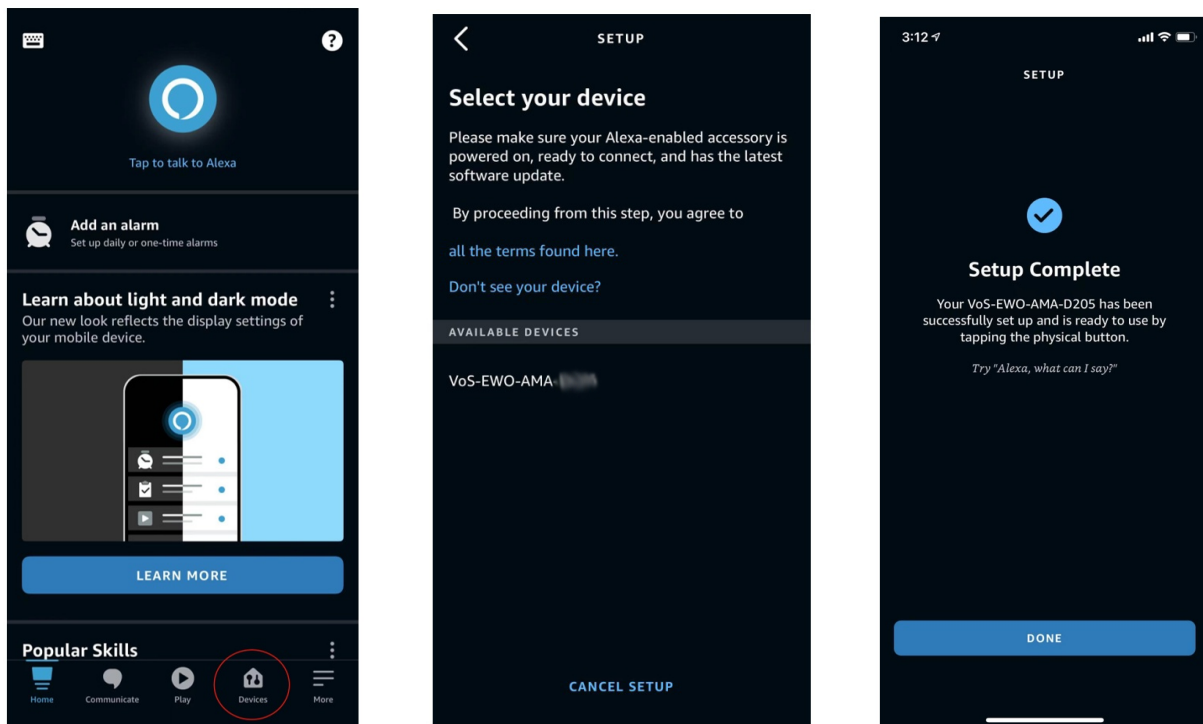 Tap to talk to Alexa
Add an alarm
Set up daily or one-time alarms
Learn about light and dark mode
Our new look reflects the display settings of
your mobile device.
LEARN MORE
Popular Skills
Home
Communicate
Play
Devices
More
SETUP
Select your device
Please make sure your Alexa-enabled accessory is
powered on, ready to connect, and has the latest
software update.
By proceeding from this step, you agree to
all the terms found here.
Don't see your device?
AVAILABLE DEVICES
VoS-EWO-AMA-
CANCEL SETUP
3:12
SETUP
Setup Complete
Your VoS-EWO-AMA-D205 has been
successfully set up and is ready to use by
tapping the physical button.
Try "Alexa, what can I say?"
DONE